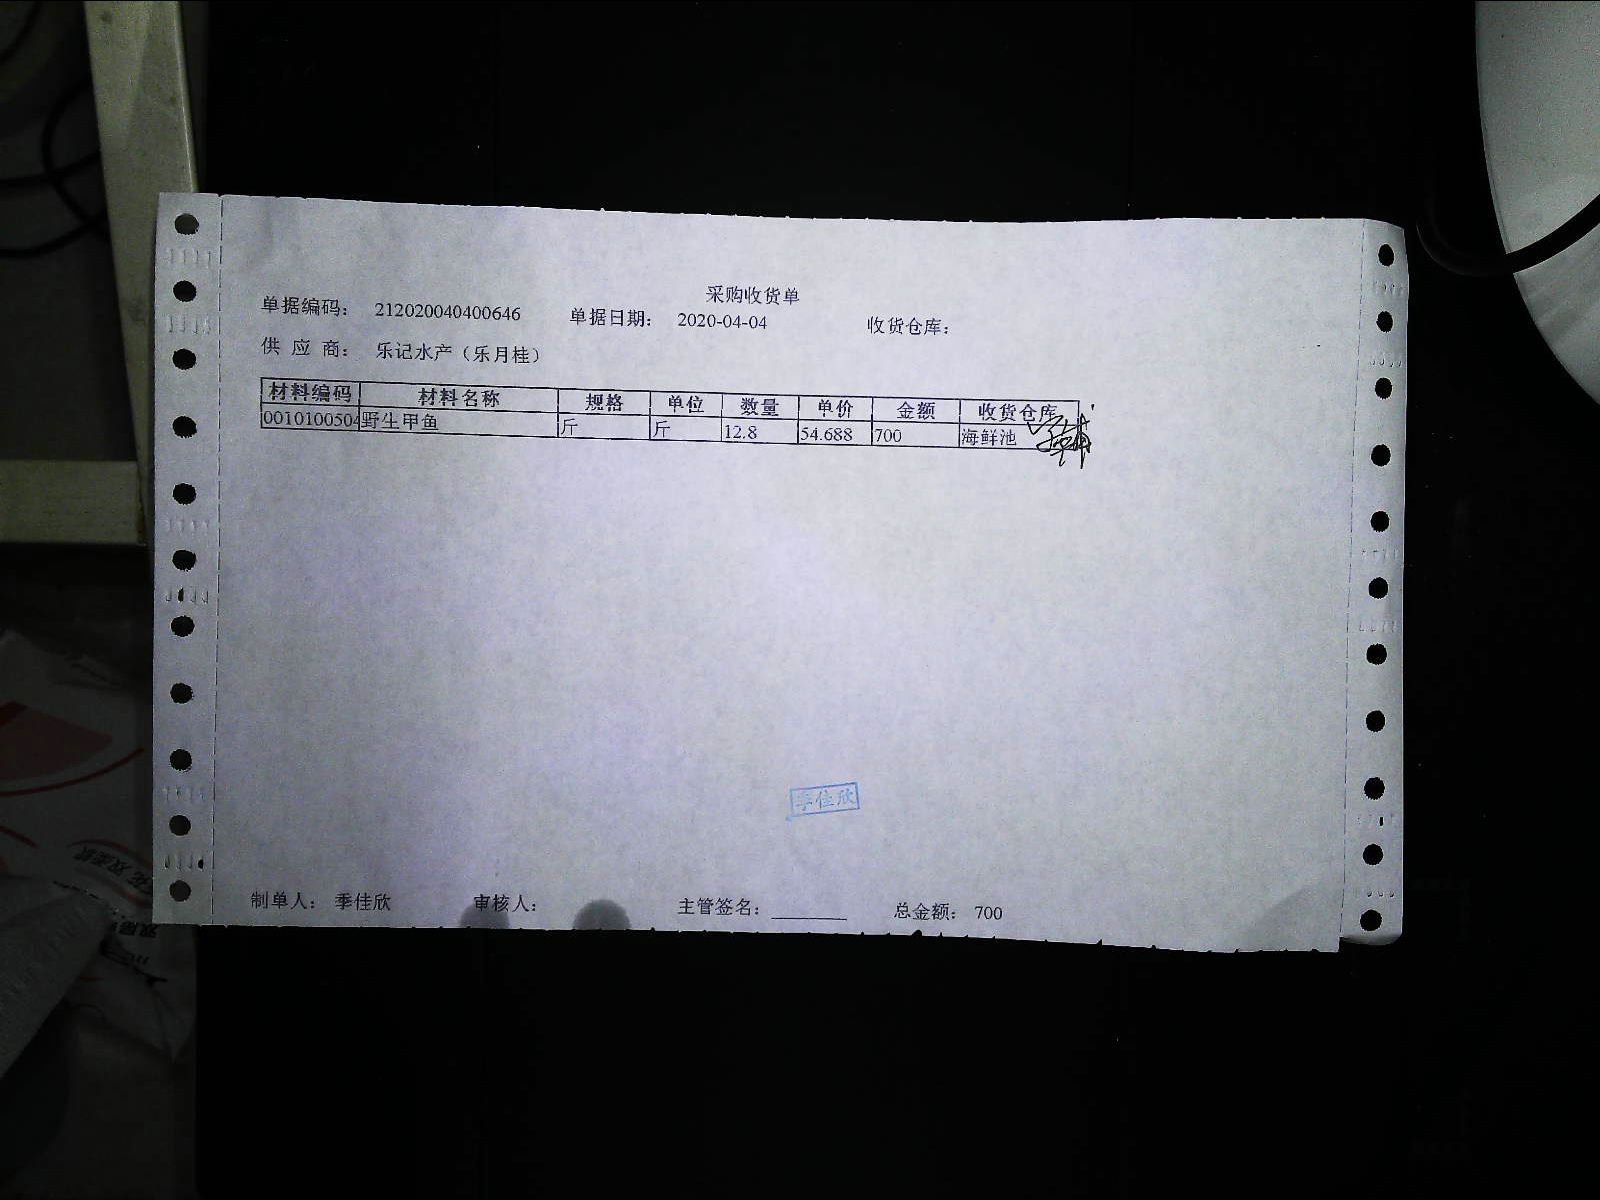 采购收货单
单据编码： 212020040400646 单据日期： 2020-04-04 收货仓库：
供 应 商： 乐记水产（乐月桂）
材料编码 材料名称 规格 单位 数量 单价 金额 收货仓库
0010100504 野生甲鱼 斤 斤 12.8 54.688 700 海鲜池
季佳欣
制单人： 季佳欣 审核人： 主管签名： 总金额： 700